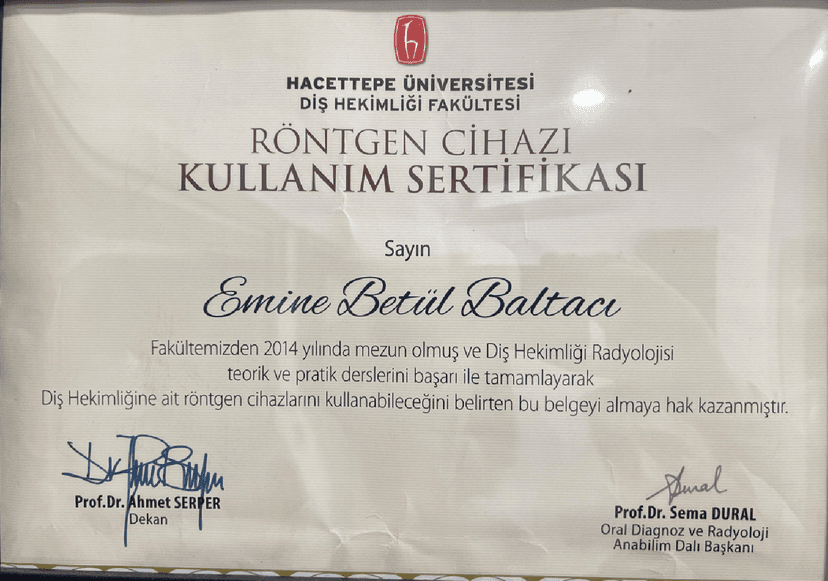 HACETTEPE ÜNİVERSİTESİ
DİŞ HEKİMLİĞİ FAKÜLTESİ
RÖNTGEN CİHAZI
KULLANIM SERTİFİKASI
Sayın
Emine Betül Baltacı
Fakültemizden 2014 yılında mezun olmuş ve Diş Hekimliği Radyolojisi
teorik ve pratik derslerini başarı ile tamamlayarak
Diş Hekimliğine ait röntgen cihazlarını kullanabileceğini belirten bu belgeyi almaya hak kazanmıştır.
Prof.Dr. Ahmet SERPER
Dekan
Prof.Dr. Sema DURAL
Oral Diagnoz ve Radyoloji
Anabilim Dalı Başkanı